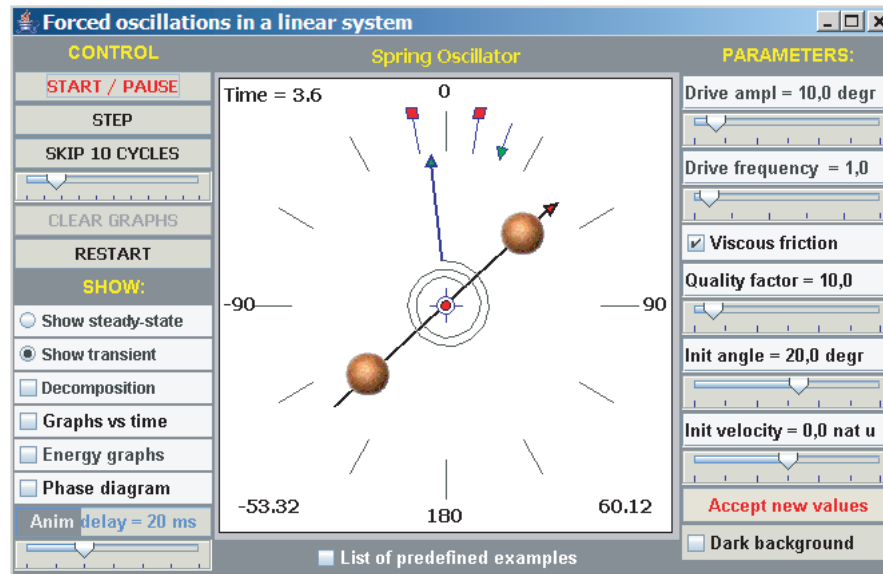 Forced oscillations in a linear system
CONTROL
START / PAUSE
STEP
SKIP 10 CYCLES
CLEAR GRAPHS
RESTART
SHOW:
Show steady-state
Show transient
Decomposition
Graphs vs time
Energy graphs
Phase diagram
Anim delay = 20 ms
Spring Oscillator
Time = 3.6
0
-90
90
-53.32
180
60.12
List of predefined examples
PARAMETERS:
Drive ampl = 10,0 degr
Drive frequency = 1,0
Viscous friction
Quality factor = 10,0
Init angle = 20,0 degr
Init velocity = 0,0 nat u
Accept new values
Dark background